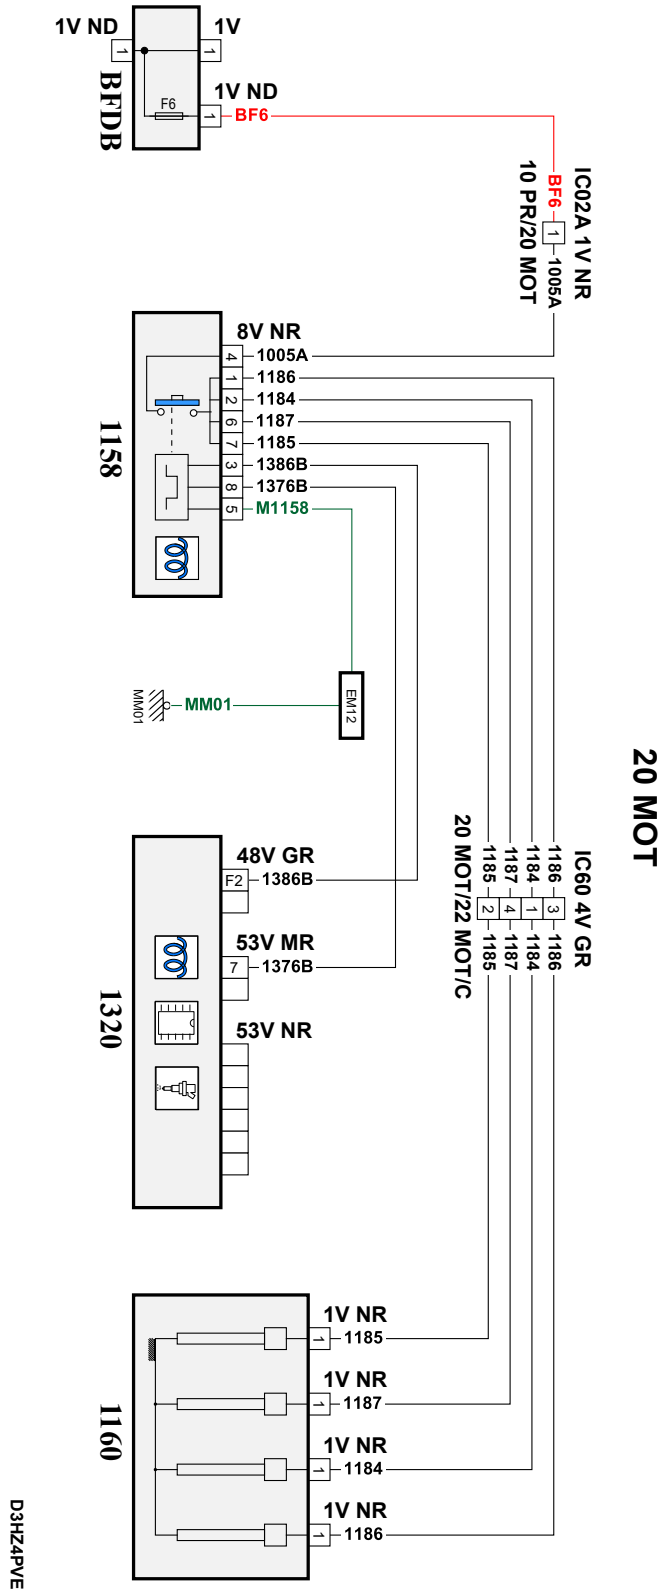 1V ND
1
1V
1
BFDB
F6
1V ND
1
BF6
IC02A 1V NR
10 PR/20 MOT
BF6
1
1005A
8V NR
4
1005A
1
1186
2
1184
6
1187
7
1185
3
1386B
8
1376B
5
M1158
1158
EM12
MM01
MM01
20 MOT
IC60 4V GR
20 MOT/22 MOT/C
1186
3
1186
1184
1
1184
1187
4
1187
1185
2
1185
48V GR
F2
1386B
53V MR
7
1376B
53V NR
1320
1V NR
1
1185
1V NR
1
1187
1V NR
1
1184
1V NR
1
1186
1160
D3HZ4PVE